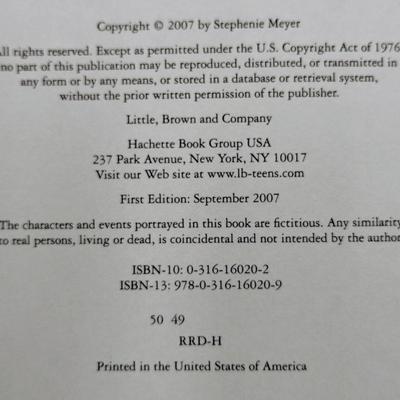 Copyright © 2007 by Stephenie Meyer
All rights reserved. Except as permitted under the U.S. Copyright Act of 1976
no part of this publication may be reproduced, distributed, or transmitted in
any form or by any means, or stored in a database or retrieval system,
without the prior written permission of the publisher.
Little, Brown and Company
Hachette Book Group USA
237 Park Avenue, New York, NY 10017
Visit our Web site at www.lb-teens.com
First Edition: September 2007
The characters and events portrayed in this book are fictitious. Any similarity
to real persons, living or dead, is coincidental and not intended by the author
ISBN-10: 0-316-16020-2
ISBN-13: 978-0-316-16020-9
50 49
RRD-H
Printed in the United States of America